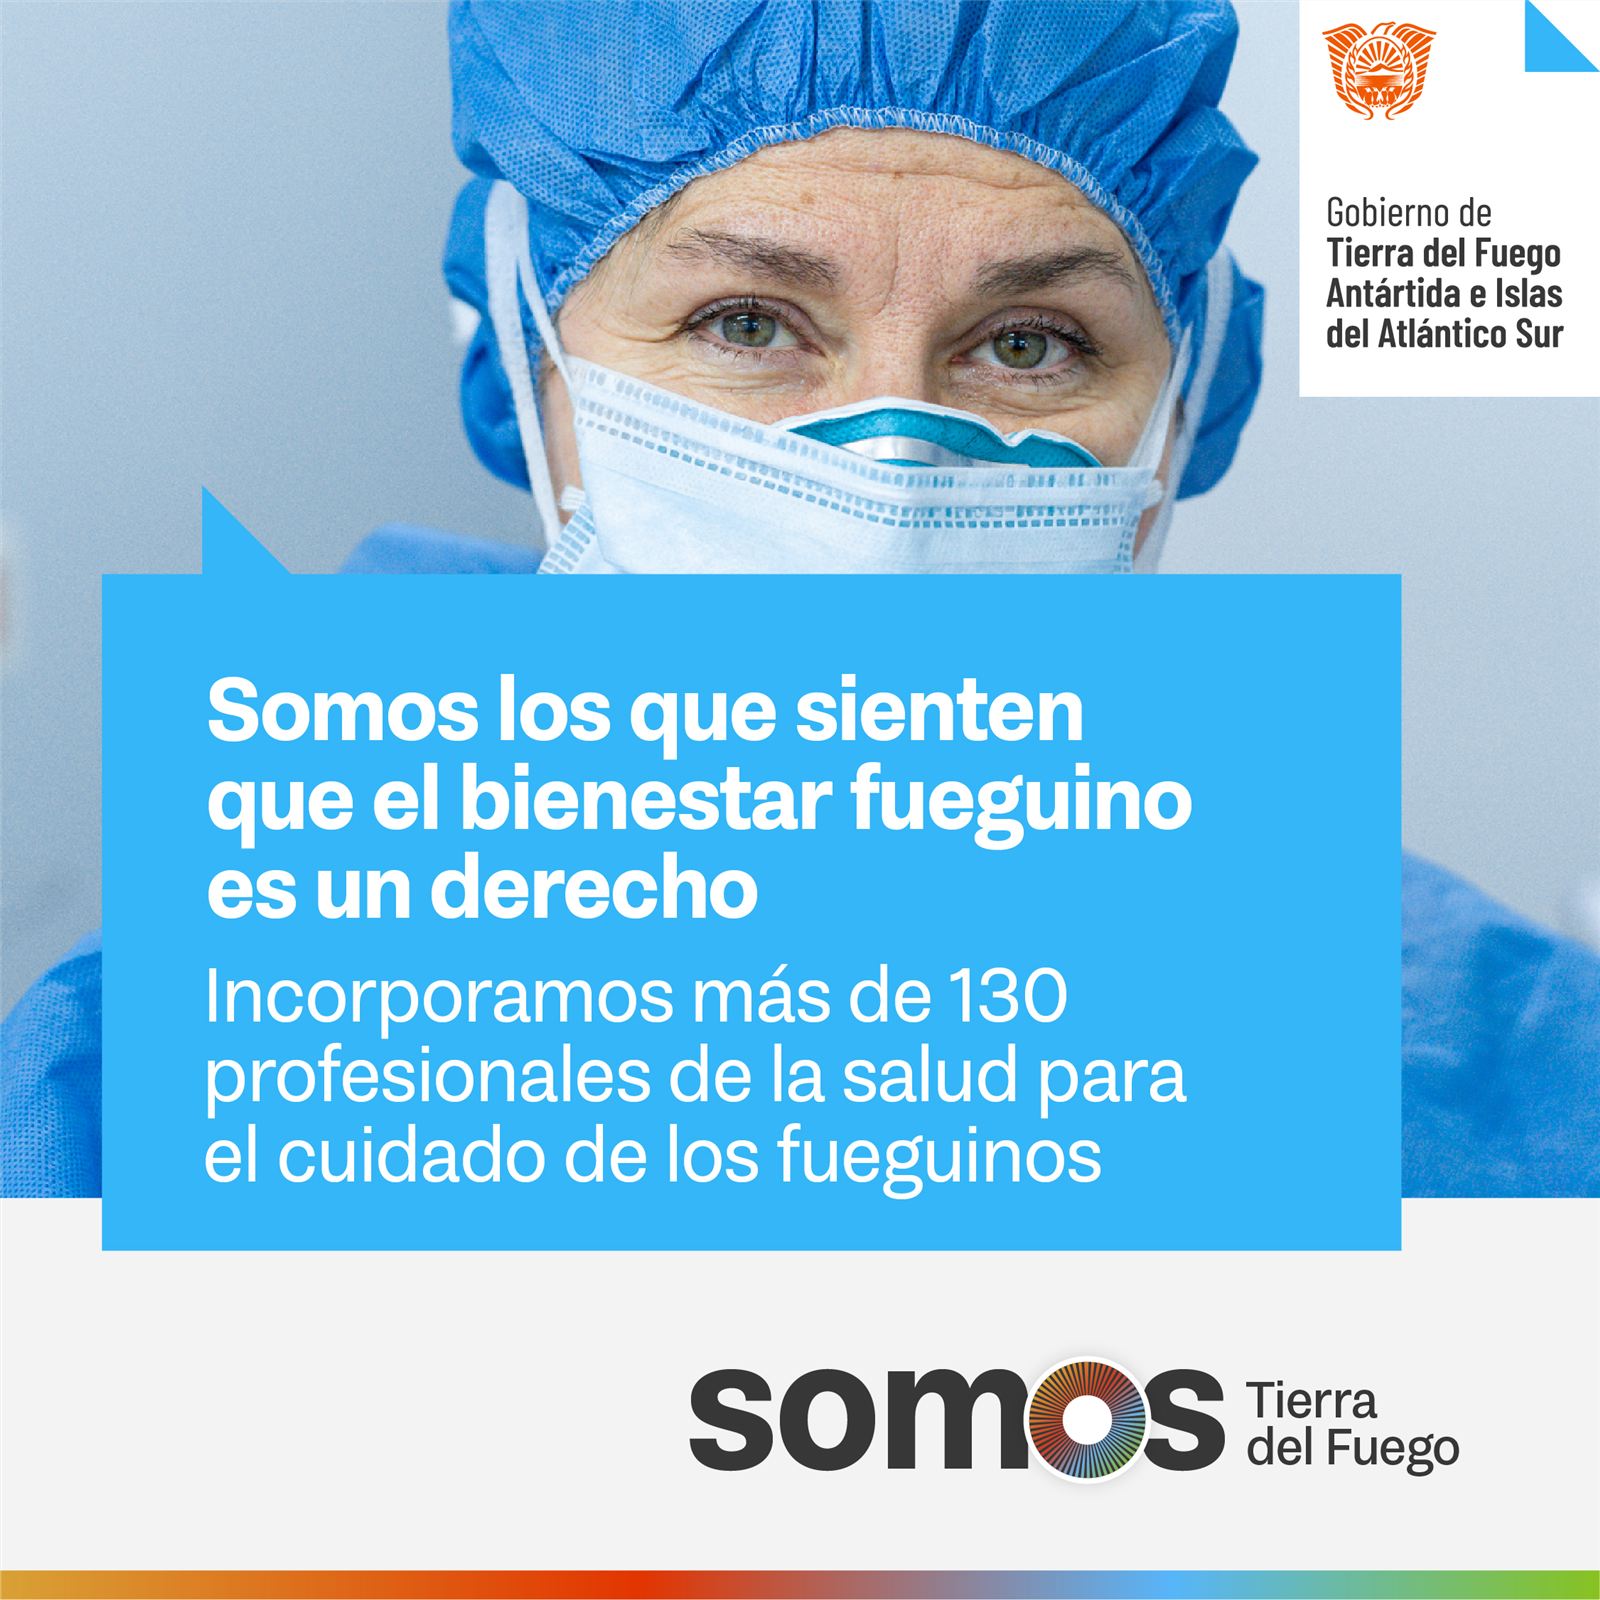 Gobierno de
Tierra del Fuego
Antártida e Islas
del Atlántico Sur
Somos los que sienten
que el bienestar fueguino
es un derecho
Incorporamos más de 130
profesionales de la salud para
el cuidado de los fueguinos
somos
Tierra
del Fuego